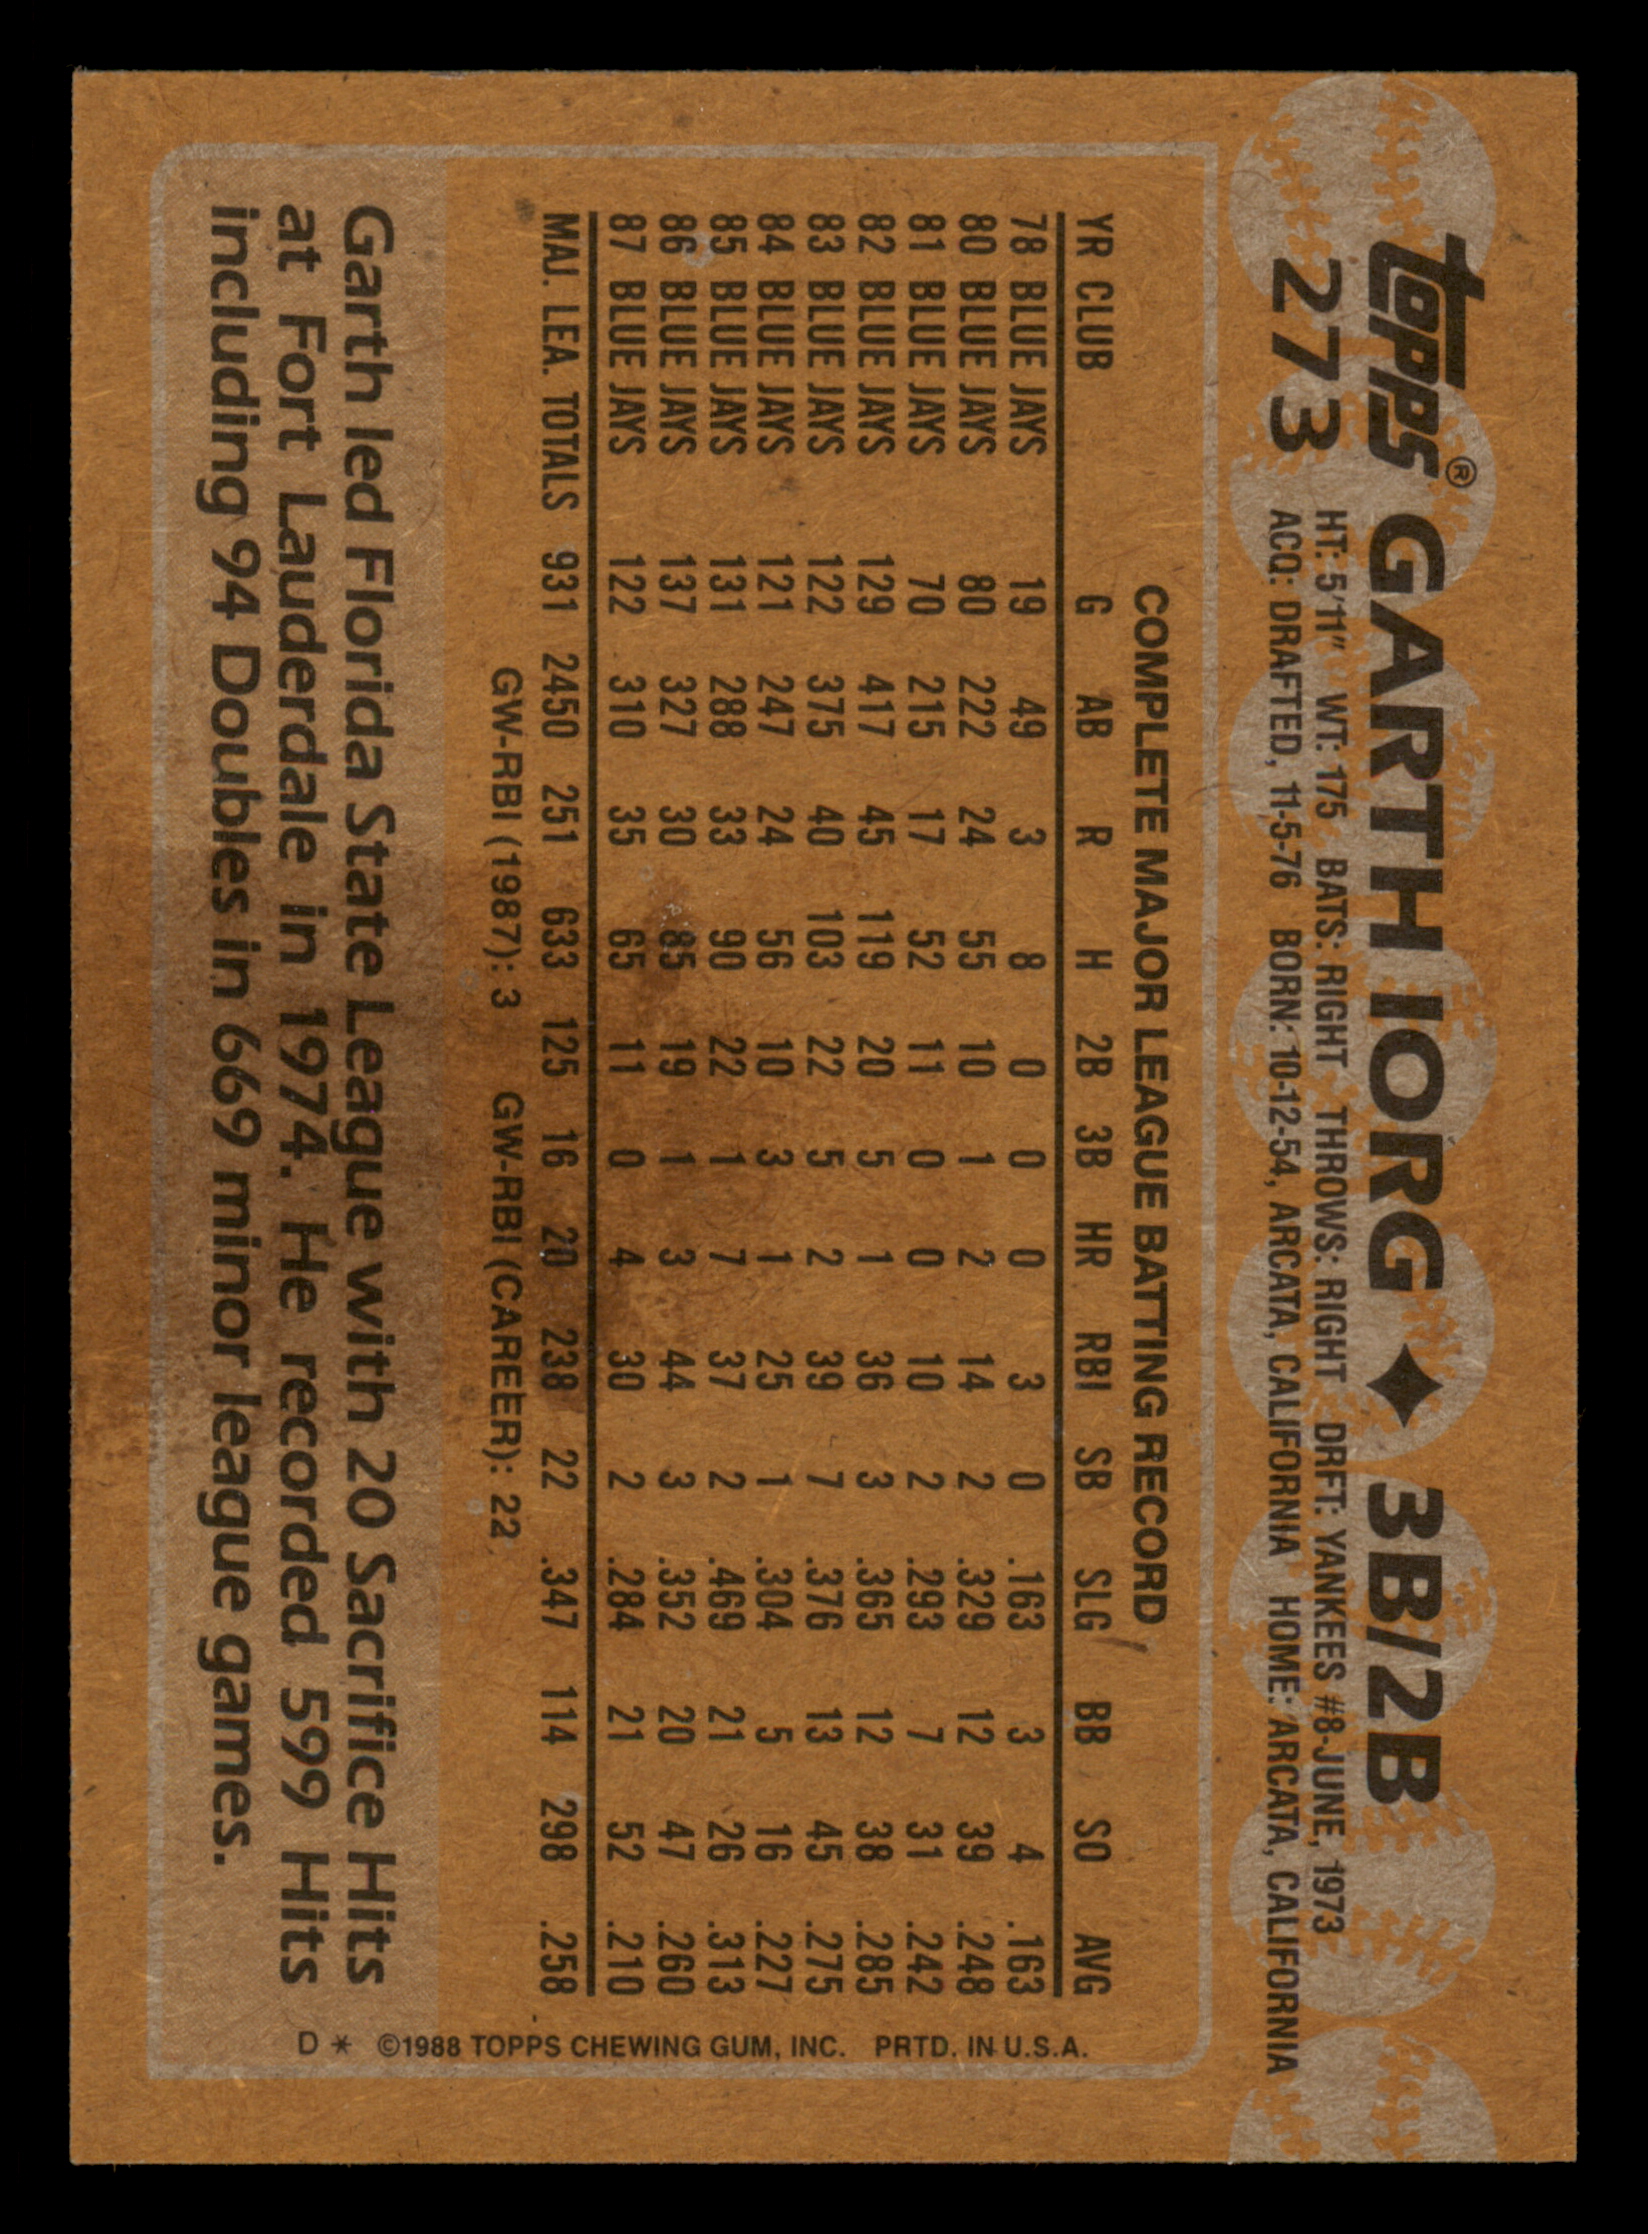 topps® GARTH IORG ✦ 3B/2B
273 HT: 5'11" WT: 175 BATS: RIGHT THROWS: RIGHT DRFT: YANKEES #8-JUNE, 1973
ACQ: DRAFTED, 11-5-76 BORN: 10-12-54, ARCATA, CALIFORNIA HOME: ARCATA, CALIFORNIA
COMPLETE MAJOR LEAGUE BATTING RECORD
YR CLUB G AB R H 2B 3B HR RBI SB SLG BB SO AVG
78 BLUE JAYS 19 49 3 8 0 0 0 3 0 .163 3 4 .163
80 BLUE JAYS 80 222 24 55 10 1 2 14 2 .329 12 39 .248
81 BLUE JAYS 70 215 17 52 11 0 0 10 2 .293 7 31 .242
82 BLUE JAYS 129 417 45 119 20 5 1 36 3 .365 12 38 .285
83 BLUE JAYS 122 375 40 103 22 5 2 39 7 .376 13 45 .275
84 BLUE JAYS 121 247 24 56 10 3 1 25 1 .304 5 16 .227
85 BLUE JAYS 131 288 33 90 22 1 7 37 2 .469 21 26 .313
86 BLUE JAYS 137 327 30 85 19 1 3 44 3 .352 20 47 .260
87 BLUE JAYS 122 310 35 65 11 0 4 30 2 .284 21 52 .210
MAJ. LEA. TOTALS 931 2450 251 633 125 16 20 238 22 .347 114 298 .258
GW-RBI (1987): 3 GW-RBI (CAREER): 22
Garth led Florida State League with 20 Sacrifice Hits
at Fort Lauderdale in 1974. He recorded 599 Hits
including 94 Doubles in 669 minor league games.
D * ©1988 TOPPS CHEWING GUM, INC. PRTD. IN U.S.A.